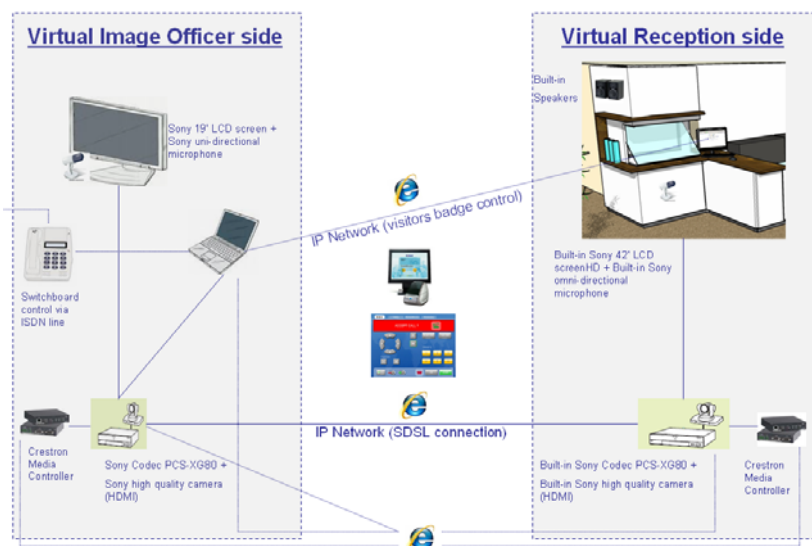 Virtual Image Officer side
Sony 19' LCD screen +
Sony uni-directional
microphone
Switchboard
control via
ISDN line
Crestron
Media
Controller
Sony Codec PCS-XG80 +
Sony high quality camera
(HDMI)
IP Network (visitors badge control)
IP Network (SDSL connection)
Virtual Reception side
Built-in
Speakers
Built-in Sony 42' LCD
screenHD + Built-in Sony
omni-directional
microphone
Built-in Sony Codec PCS-XG80 +
Built-in Sony high quality camera
(HDMI)
Crestron
Media
Controller